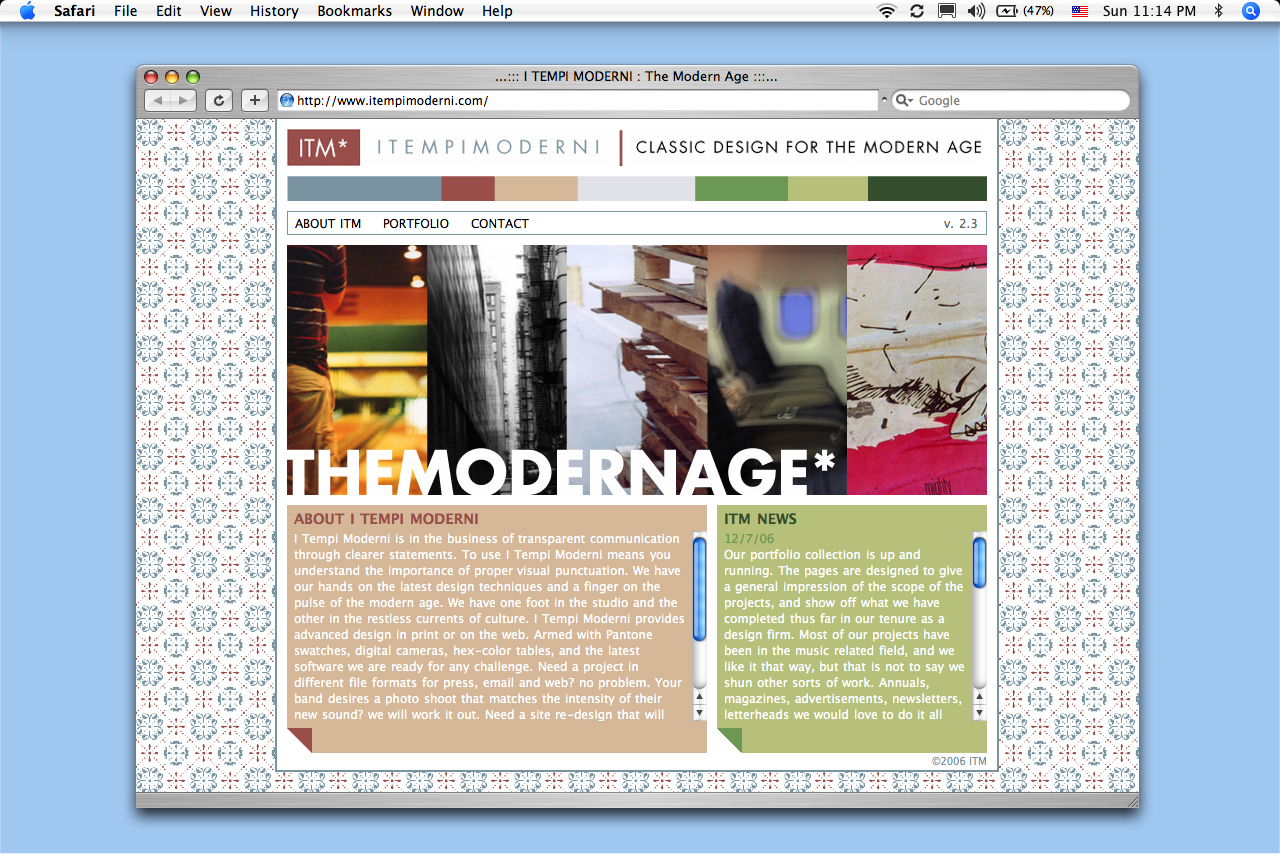 Safari File Edit View History Bookmarks Window Help (47%) Sun 11:14 PM
...::: I TEMPI MODERNI : The Modern Age :::...
http://www.itempimoderni.com/ Google
ITM* ITEMPIMODERNI CLASSIC DESIGN FOR THE MODERN AGE
ABOUT ITM PORTFOLIO CONTACT v. 2.3
mighty
THEMODERNAGE*
ABOUT I TEMPI MODERNI
I Tempi Moderni is in the business of transparent communication
through clearer statements. To use I Tempi Moderni means you
understand the importance of proper visual punctuation. We have
our hands on the latest design techniques and a finger on the
pulse of the modern age. We have one foot in the studio and the
other in the restless currents of culture. I Tempi Moderni provides
advanced design in print or on the web. Armed with Pantone
swatches, digital cameras, hex-color tables, and the latest
software we are ready for any challenge. Need a project in
different file formats for press, email and web? no problem. Your
band desires a photo shoot that matches the intensity of their
new sound? we will work it out. Need a site re-design that will
ITM NEWS
12/7/06
Our portfolio collection is up and
running. The pages are designed to give
a general impression of the scope of the
projects, and show off what we have
completed thus far in our tenure as a
design firm. Most of our projects have
been in the music related field, and we
like it that way, but that is not to say we
shun other sorts of work. Annuals,
magazines, advertisements, newsletters,
letterheads we would love to do it all
©2006 ITM